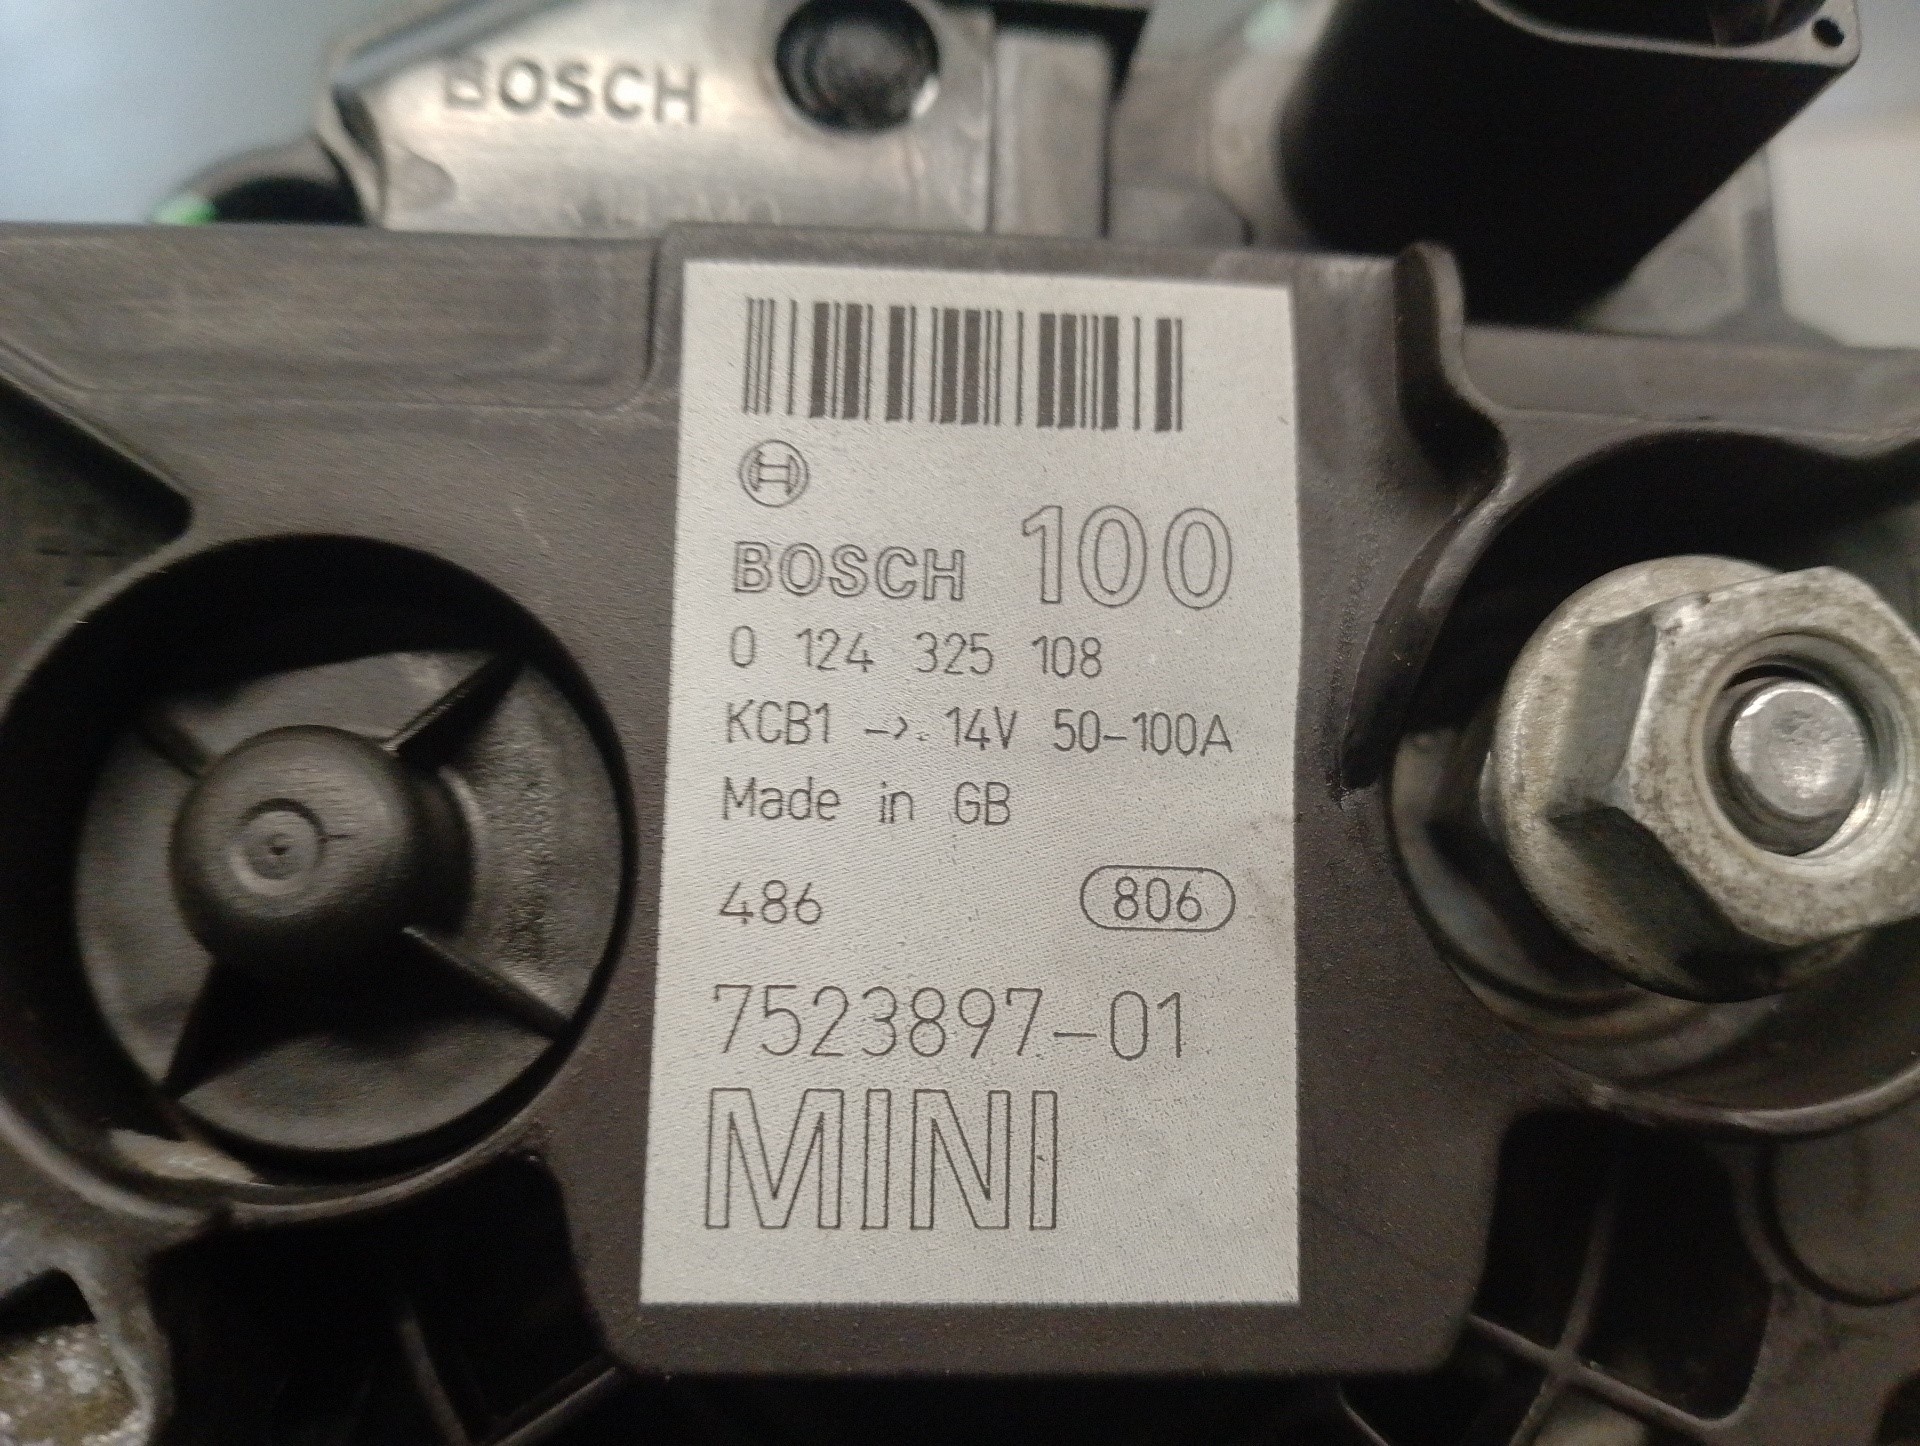 BOSCH
BOSCH 100
0 124 325 108
KCB1 -> 14V 50-100A
Made in GB
486 806
7523897-01
MINI